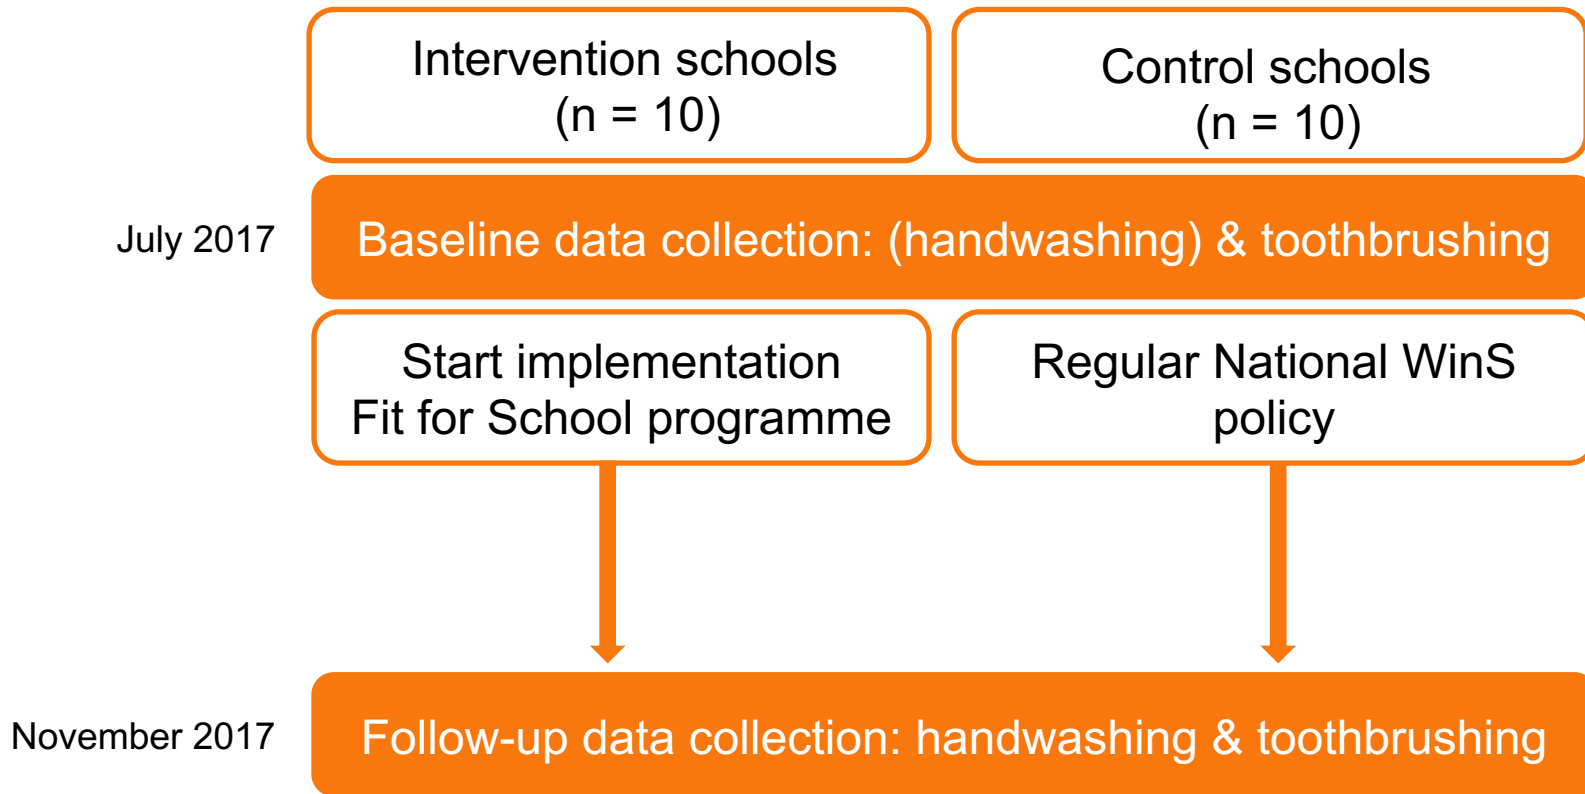 Intervention schools
(n = 10)
Control schools
(n = 10)
July 2017
Baseline data collection: (handwashing) & toothbrushing
Start implementation
Fit for School programme
Regular National WinS
policy
November 2017
Follow-up data collection: handwashing & toothbrushing